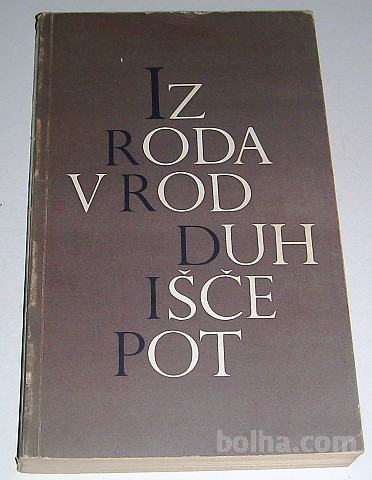 IZ
RODA
V ROD
DUH
IŠČE
POT
bolha.com